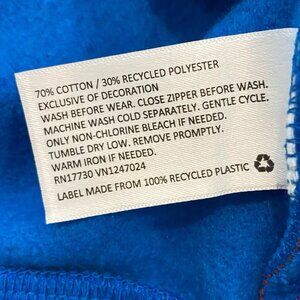 70% COTTON / 30% RECYCLED POLYESTER
EXCLUSIVE OF DECORATION
WASH BEFORE WEAR. CLOSE ZIPPER BEFORE WASH.
MACHINE WASH COLD SEPARATELY. GENTLE CYCLE.
ONLY NON-CHLORINE BLEACH IF NEEDED.
TUMBLE DRY LOW. REMOVE PROMPTLY.
WARM IRON IF NEEDED.
RN17730 VN1247024
LABEL MADE FROM 100% RECYCLED PLASTIC